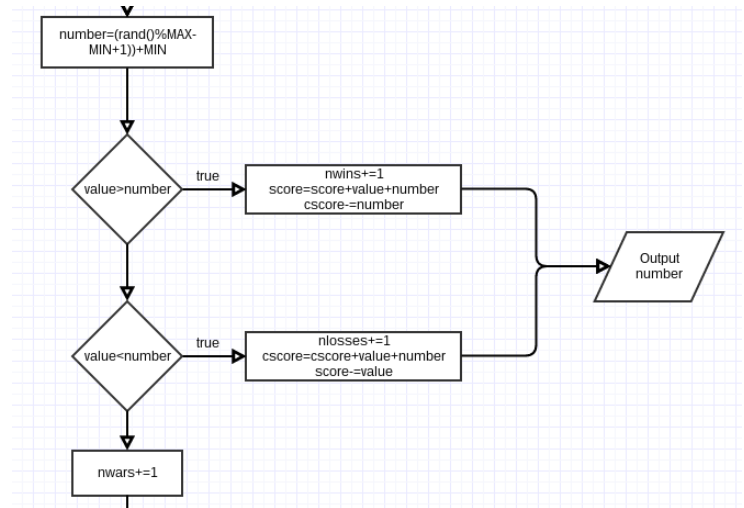 number=(rand()%MAX-
MIN+1))+MIN
value>number
true
nwins+=1
score=score+value+number
cscore-=number
Output
number
value<number
true
nlosses+=1
cscore=cscore+value+number
score-=value
nwars+=1